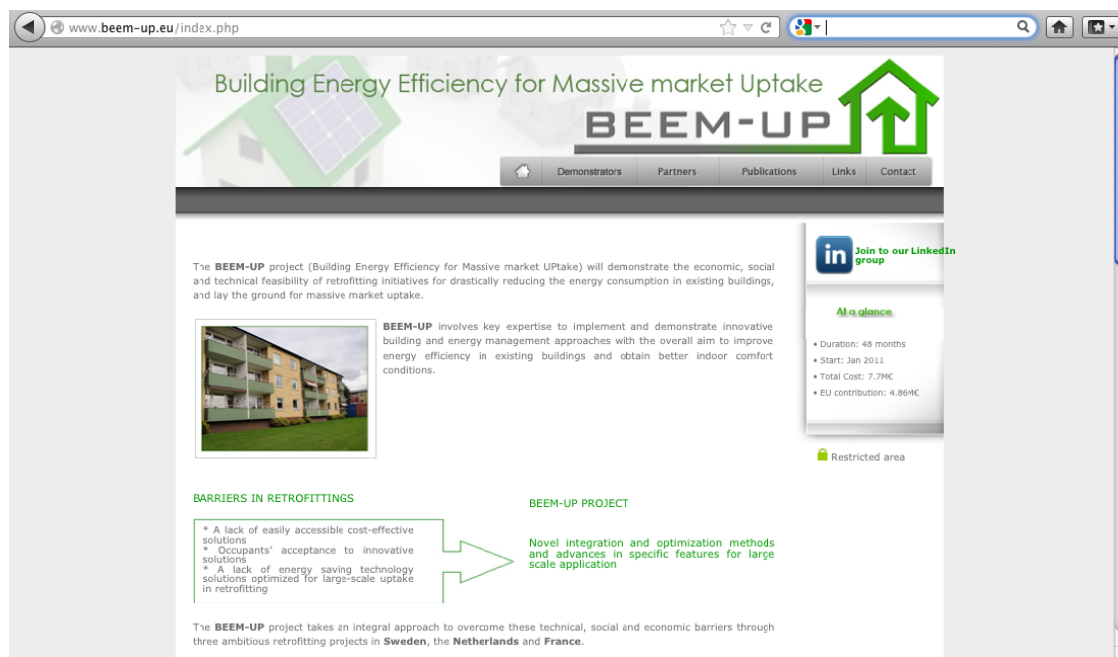 www.beem-up.eu/index.php
Building Energy Efficiency for Massive market Uptake
BEEM-UP
Demonstrators Partners Publications Links Contact
The BEEM-UP project (Building Energy Efficiency for Massive market UPtake) will demonstrate the economic, social
and technical feasibility of retrofitting initiatives for drastically reducing the energy consumption in existing buildings,
and lay the ground for massive market uptake.
BEEM-UP involves key expertise to implement and demonstrate innovative
building and energy management approaches with the overall aim to improve
energy efficiency in existing buildings and obtain better indoor comfort
conditions.
in
Join to our LinkedIn
group
At a glance
• Duration: 48 months
• Start: Jan 2011
• Total Cost: 7.7M€
• EU contribution: 4.86M€
Restricted area
BARRIERS IN RETROFITTINGS
* A lack of easily accessible cost-effective
solutions
* Occupants' acceptance to innovative
solutions
* A lack of energy saving technology
solutions optimized for large-scale uptake
in retrofitting
BEEM-UP PROJECT
Novel integration and optimization methods
and advances in specific features for large
scale application
The BEEM-UP project takes an integral approach to overcome these technical, social and economic barriers through
three ambitious retrofitting projects in Sweden, the Netherlands and France.